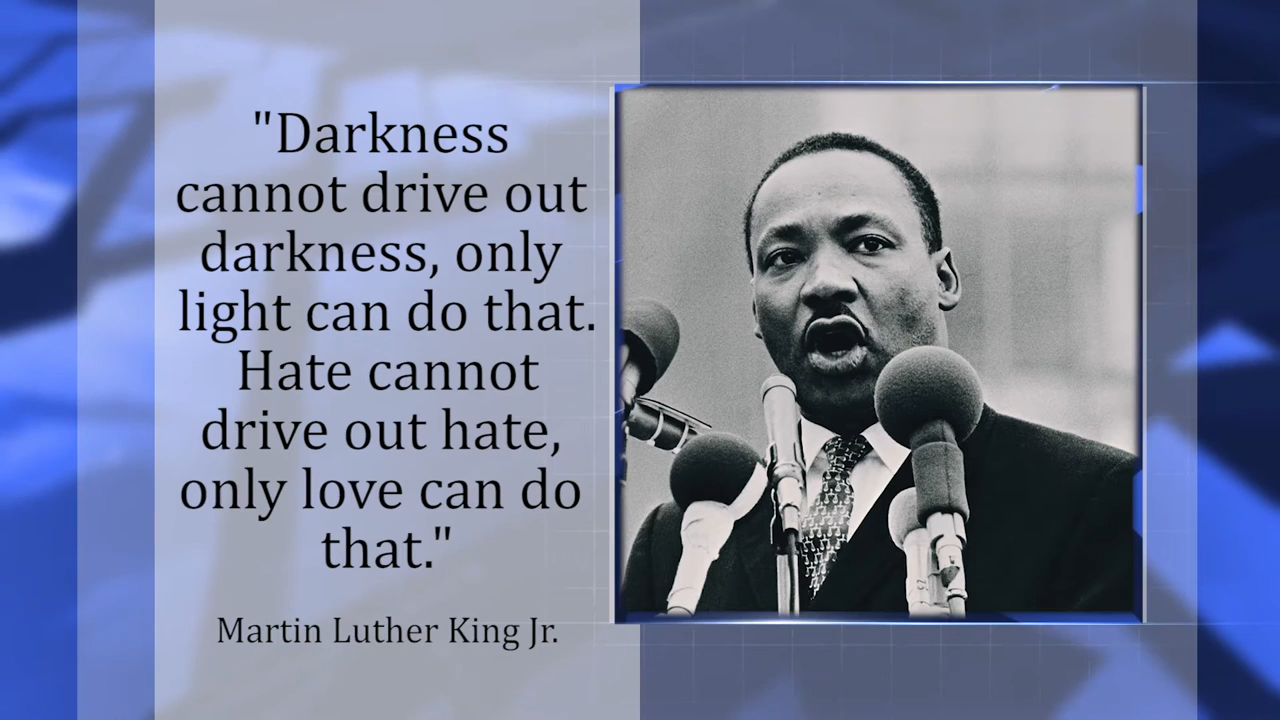 "Darkness
cannot drive out
darkness, only
light can do that.
Hate cannot
drive out hate,
only love can do
that."
Martin Luther King Jr.